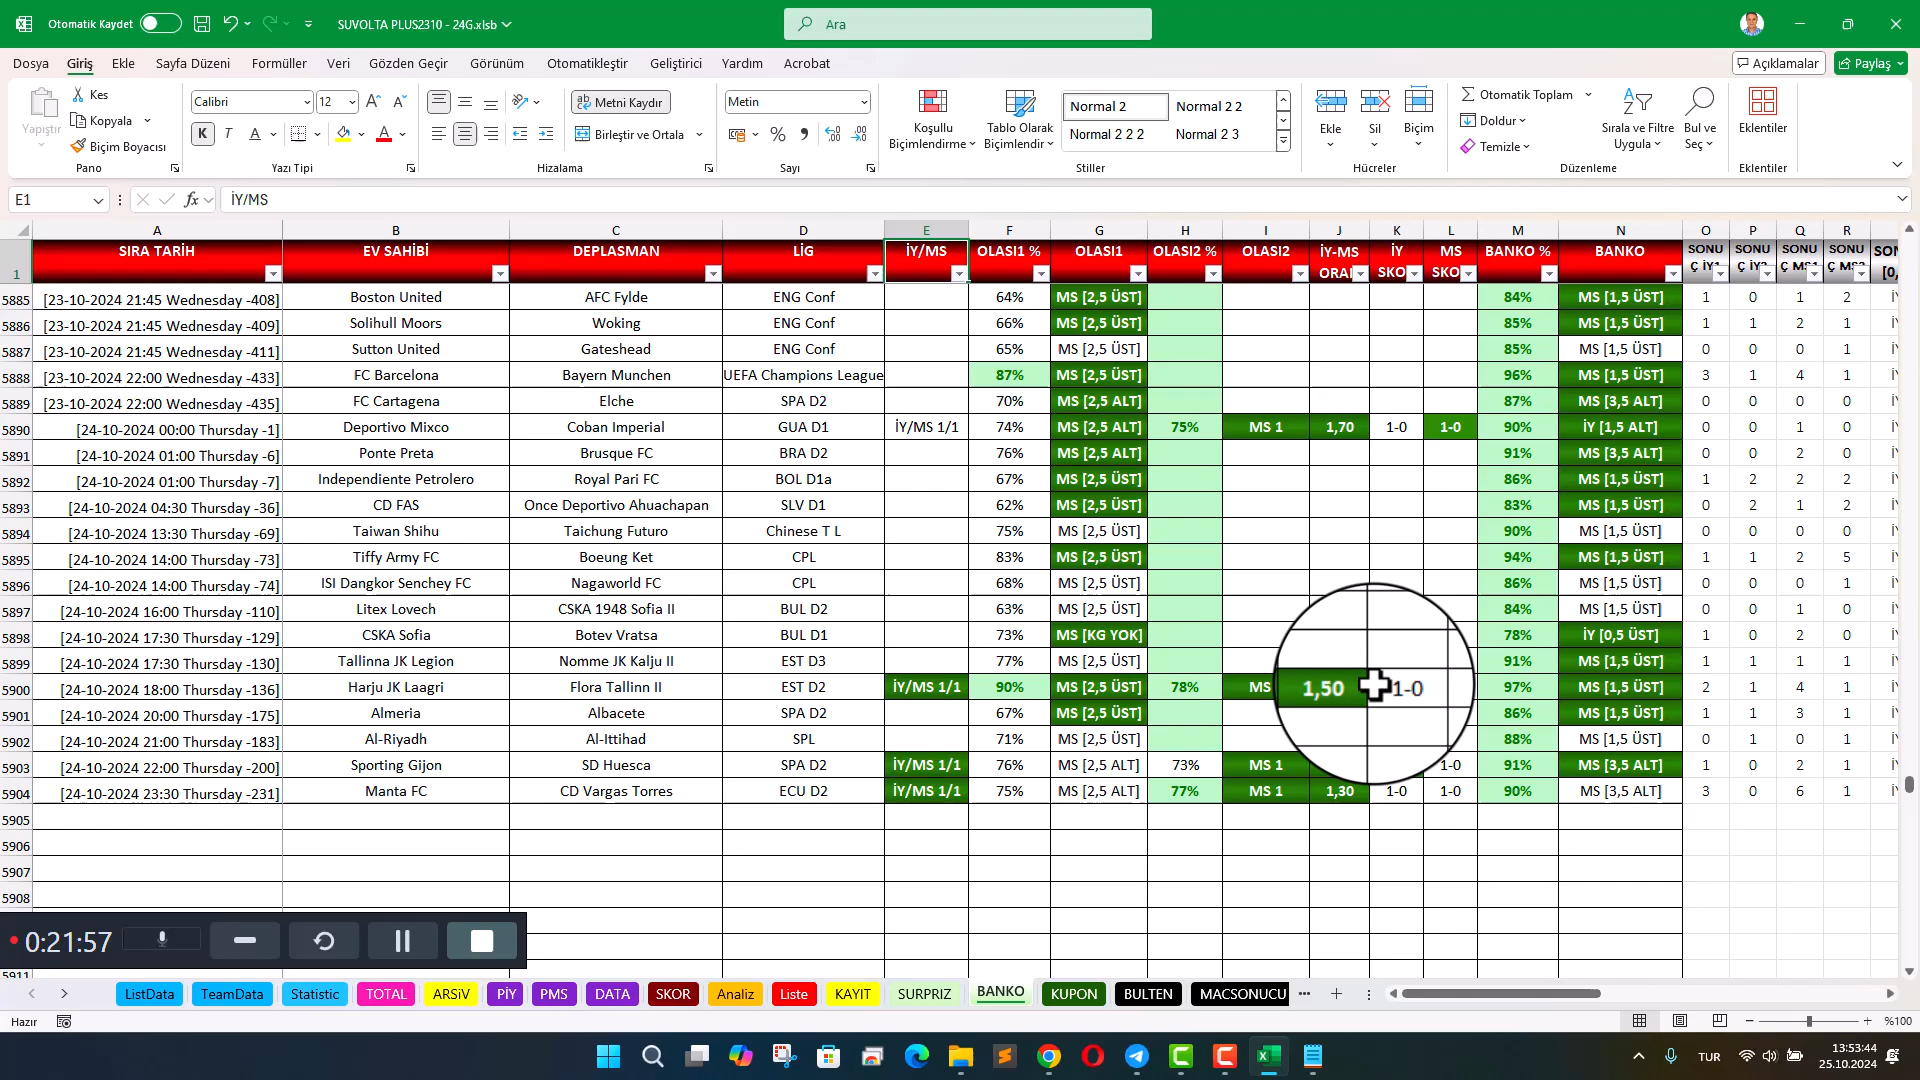 Otomatik Kaydet SUVOLTA PLUS2310 - 24G.xlsb Ara
Dosya Giriş Ekle Sayfa Düzeni Formüller Veri Gözden Geçir Görünüm Otomatikleştir Geliştirici Yardım Acrobat Açıklamalar Paylaş
Yapıştır Kes Kopyala Biçim Boyacısı Pano
Calibri 12 K T A A Yazı Tipi
Metni Kaydır Birleştir ve Ortala Hizalama
Metin % Sayı
Koşullu Biçimlendirme Tablo Olarak Biçimlendir Normal 2 Normal 2 2 Normal 2 2 2 Normal 2 3 Stiller
Ekle Sil Biçim Hücreler
Otomatik Toplam Doldur Temizle Sırala ve Filtre Uygula Bul ve Seç Düzenleme
Eklentiler Eklentiler
E1 fx İY/MS
A B C D E F G H I J K L M N O P Q R
1 SIRA TARİH EV SAHİBİ DEPLASMAN LİG İY/MS OLASI1 % OLASI1 OLASI2 % OLASI2 İY-MS ORAI İY SKO MS SKO BANKO % BANKO SONU Ç İY1 SONU Ç İY2 SONU Ç MS1 SONU Ç MS2 SON [0,
5885 [23-10-2024 21:45 Wednesday -408] Boston United AFC Fylde ENG Conf 64% MS [2,5 ÜST] 84% MS [1,5 ÜST] 1 0 1 2 İY
5886 [23-10-2024 21:45 Wednesday -409] Solihull Moors Woking ENG Conf 66% MS [2,5 ÜST] 85% MS [1,5 ÜST] 1 1 2 1 İY
5887 [23-10-2024 21:45 Wednesday -411] Sutton United Gateshead ENG Conf 65% MS [2,5 ÜST] 85% MS [1,5 ÜST] 0 0 0 1 İY
5888 [23-10-2024 22:00 Wednesday -433] FC Barcelona Bayern Munchen UEFA Champions League 87% MS [2,5 ÜST] 96% MS [1,5 ÜST] 3 1 4 1 İY
5889 [23-10-2024 22:00 Wednesday -435] FC Cartagena Elche SPA D2 70% MS [2,5 ALT] 87% MS [3,5 ALT] 0 0 0 0 İY
5890 [24-10-2024 00:00 Thursday -1] Deportivo Mixco Coban Imperial GUA D1 İY/MS 1/1 74% MS [2,5 ALT] 75% MS 1 1,70 1-0 1-0 90% İY [1,5 ALT] 0 0 1 0 İY
5891 [24-10-2024 01:00 Thursday -6] Ponte Preta Brusque FC BRA D2 76% MS [2,5 ALT] 91% MS [3,5 ALT] 0 0 2 0 İY
5892 [24-10-2024 01:00 Thursday -7] Independiente Petrolero Royal Pari FC BOL D1a 67% MS [2,5 ÜST] 86% MS [1,5 ÜST] 1 2 2 2 İY
5893 [24-10-2024 04:30 Thursday -36] CD FAS Once Deportivo Ahuachapan SLV D1 62% MS [2,5 ÜST] 83% MS [1,5 ÜST] 0 2 1 2 İY
5894 [24-10-2024 13:30 Thursday -69] Taiwan Shihu Taichung Futuro Chinese T L 75% MS [2,5 ÜST] 90% MS [1,5 ÜST] 0 0 0 0 İY
5895 [24-10-2024 14:00 Thursday -73] Tiffy Army FC Boeung Ket CPL 83% MS [2,5 ÜST] 94% MS [1,5 ÜST] 1 1 2 5 İY
5896 [24-10-2024 14:00 Thursday -74] ISI Dangkor Senchey FC Nagaworld FC CPL 68% MS [2,5 ÜST] 86% MS [1,5 ÜST] 0 0 0 1 İY
5897 [24-10-2024 16:00 Thursday -110] Litex Lovech CSKA 1948 Sofia II BUL D2 63% MS [2,5 ÜST] 84% MS [1,5 ÜST] 0 0 1 0 İY
5898 [24-10-2024 17:30 Thursday -129] CSKA Sofia Botev Vratsa BUL D1 73% MS [KG YOK] 78% İY [0,5 ÜST] 1 0 2 0 İY
5899 [24-10-2024 17:30 Thursday -130] Tallinna JK Legion Nomme JK Kalju II EST D3 77% MS [2,5 ÜST] 91% MS [1,5 ÜST] 1 1 1 1 İY
5900 [24-10-2024 18:00 Thursday -136] Harju JK Laagri Flora Tallinn II EST D2 İY/MS 1/1 90% MS [2,5 ÜST] 78% MS 1,50 1-0 97% MS [1,5 ÜST] 2 1 4 1 İY
5901 [24-10-2024 20:00 Thursday -175] Almeria Albacete SPA D2 67% MS [2,5 ÜST] 86% MS [1,5 ÜST] 1 1 3 1 İY
5902 [24-10-2024 21:00 Thursday -183] Al-Riyadh Al-Ittihad SPL 71% MS [2,5 ÜST] 88% MS [1,5 ÜST] 0 1 0 1 İY
5903 [24-10-2024 22:00 Thursday -200] Sporting Gijon SD Huesca SPA D2 İY/MS 1/1 76% MS [2,5 ALT] 73% MS 1 1-0 91% MS [3,5 ALT] 1 0 2 1 İY
5904 [24-10-2024 23:30 Thursday -231] Manta FC CD Vargas Torres ECU D2 İY/MS 1/1 75% MS [2,5 ALT] 77% MS 1 1,30 1-0 1-0 90% MS [3,5 ALT] 3 0 6 1 İY
5905
5906
5907
5908
5911
0:21:57
ListData TeamData Statistic TOTAL ARSiV PİY PMS DATA SKOR Analiz Liste KAYIT SURPRIZ BANKO KUPON BULTEN MACSONUCU
Hazır %100
TUR 13:53:44
25.10.2024